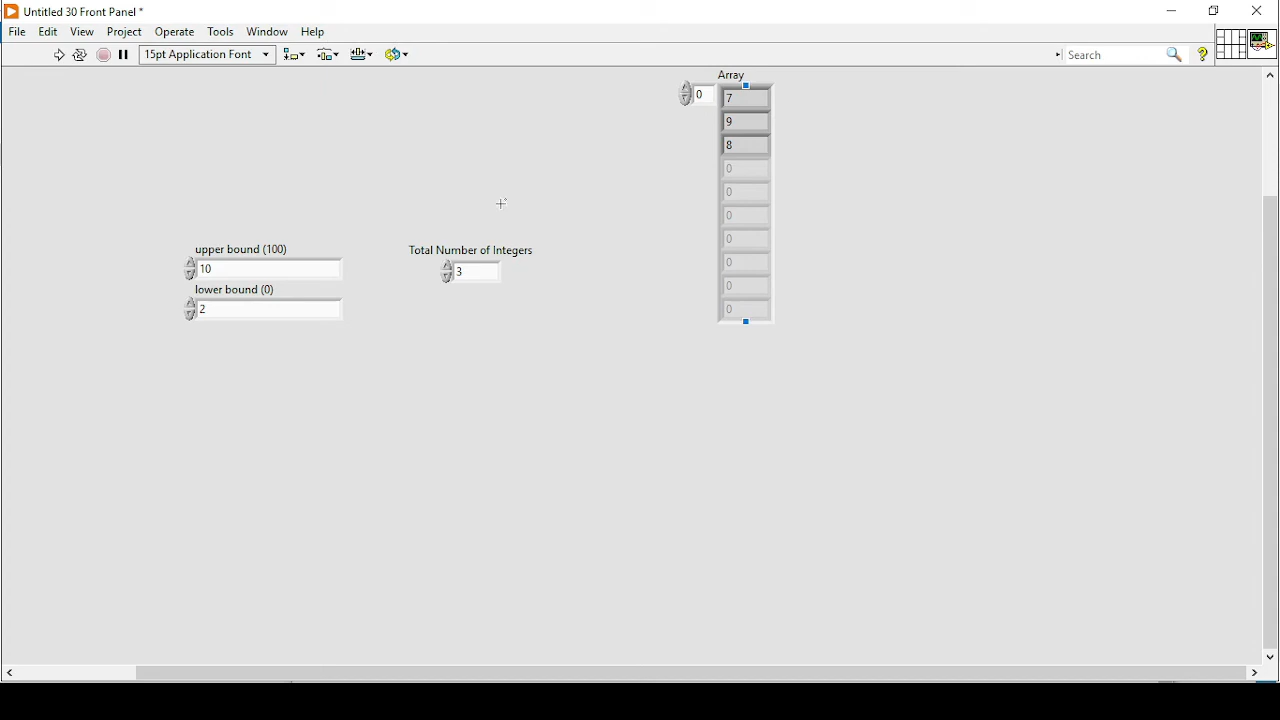 Untitled 30 Front Panel *
File Edit View Project Operate Tools Window Help
15pt Application Font
Search
?
Array
0
7
9
8
0
0
0
0
0
0
0
upper bound (100)
10
lower bound (0)
2
Total Number of Integers
3